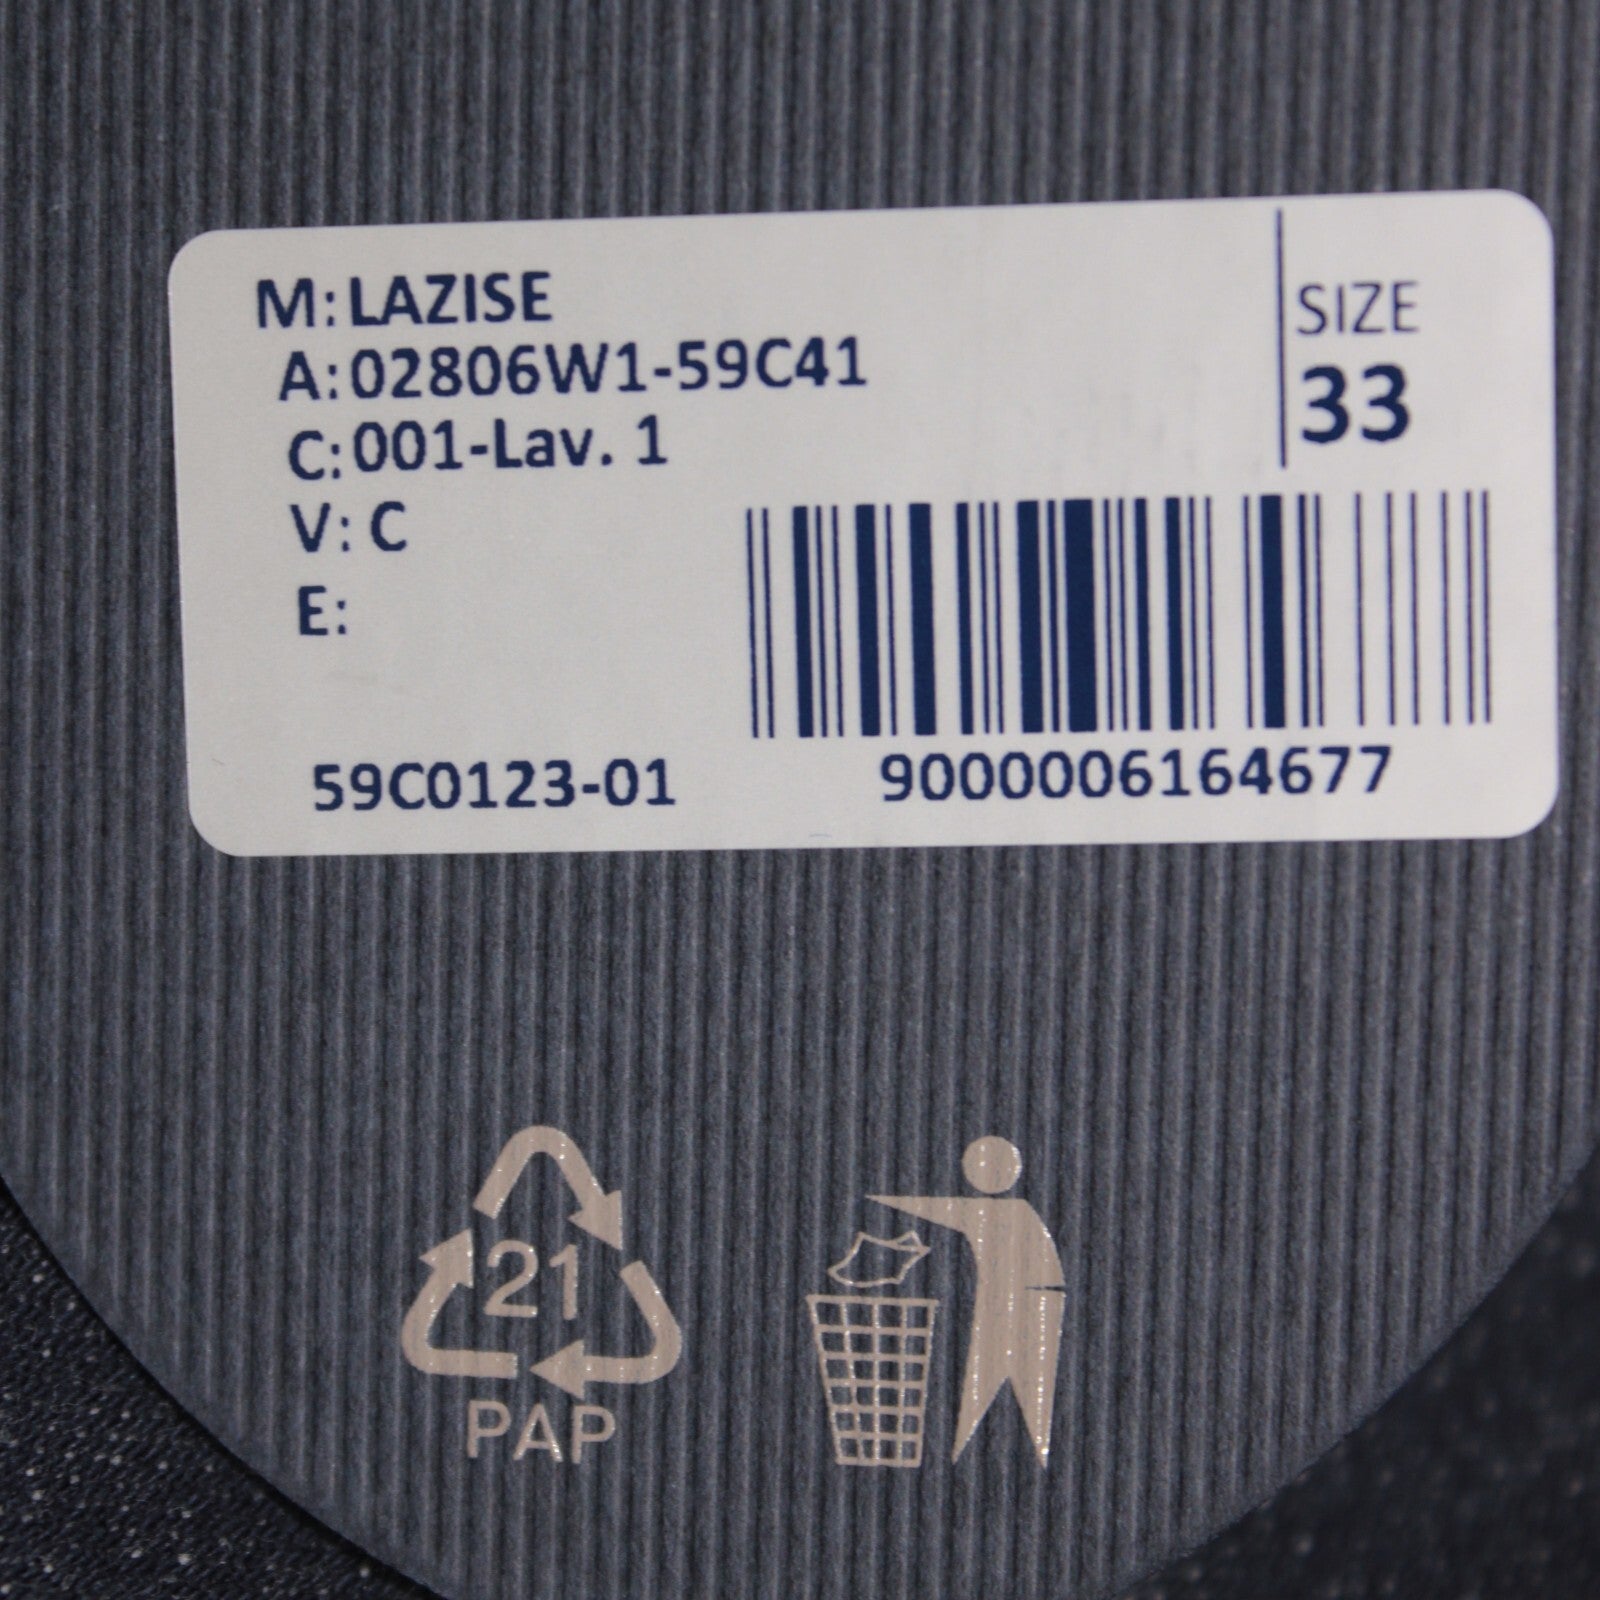 M: LAZISE
A: 02806W1-59C41
C: 001-Lav. 1
V: C
E:
SIZE
33
59C0123-01
9000006164677
21
PAP